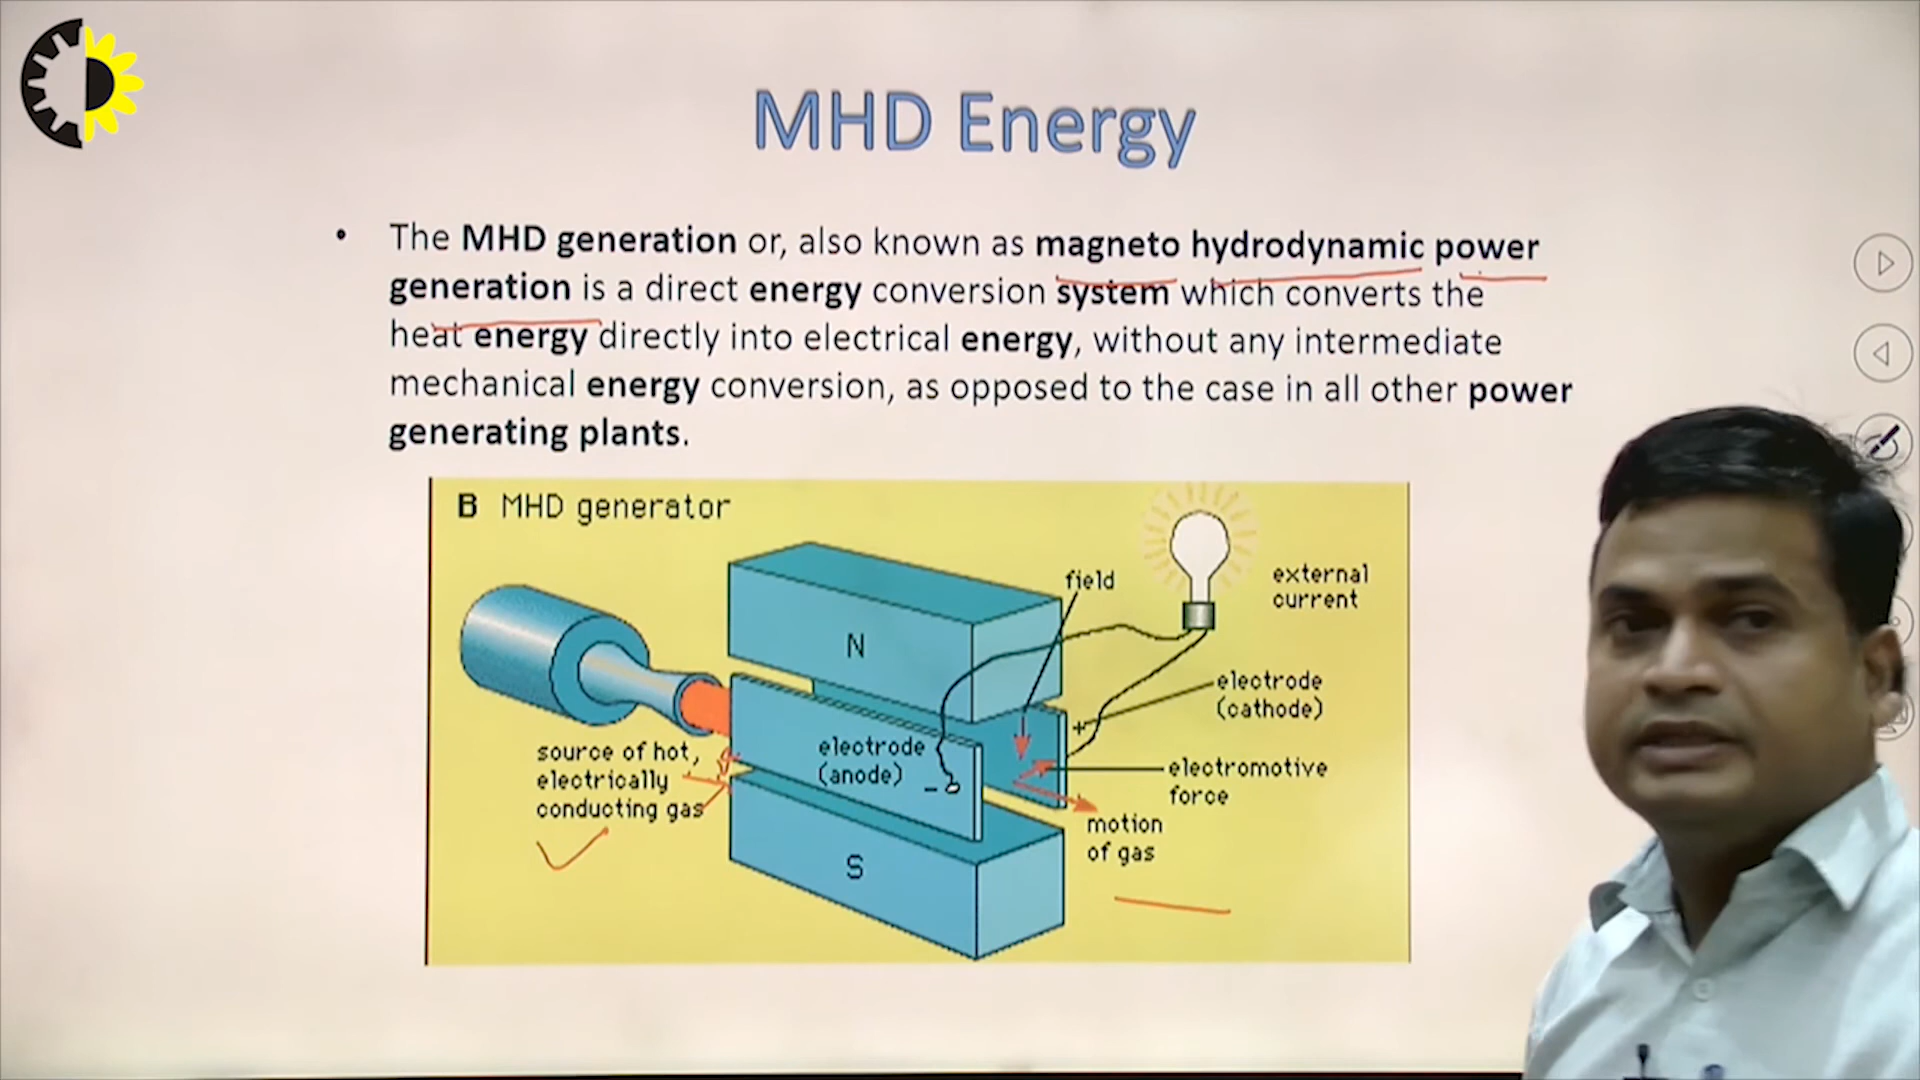 MHD Energy
• The MHD generation or, also known as magneto hydrodynamic power
generation is a direct energy conversion system which converts the
heat energy directly into electrical energy, without any intermediate
mechanical energy conversion, as opposed to the case in all other power
generating plants.
B MHD generator
field
external
current
N
electrode
(cathode)
+
electrode
(anode)
−
source of hot,
electrically
conducting gas
electromotive
force
motion
of gas
S